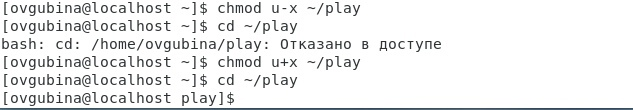 [ovgubina@localhost ~]$ chmod u-x ~/play
[ovgubina@localhost ~]$ cd ~/play
bash: cd: /home/ovgubina/play: Отказано в доступе
[ovgubina@localhost ~]$ chmod u+x ~/play
[ovgubina@localhost ~]$ cd ~/play
[ovgubina@localhost play]$